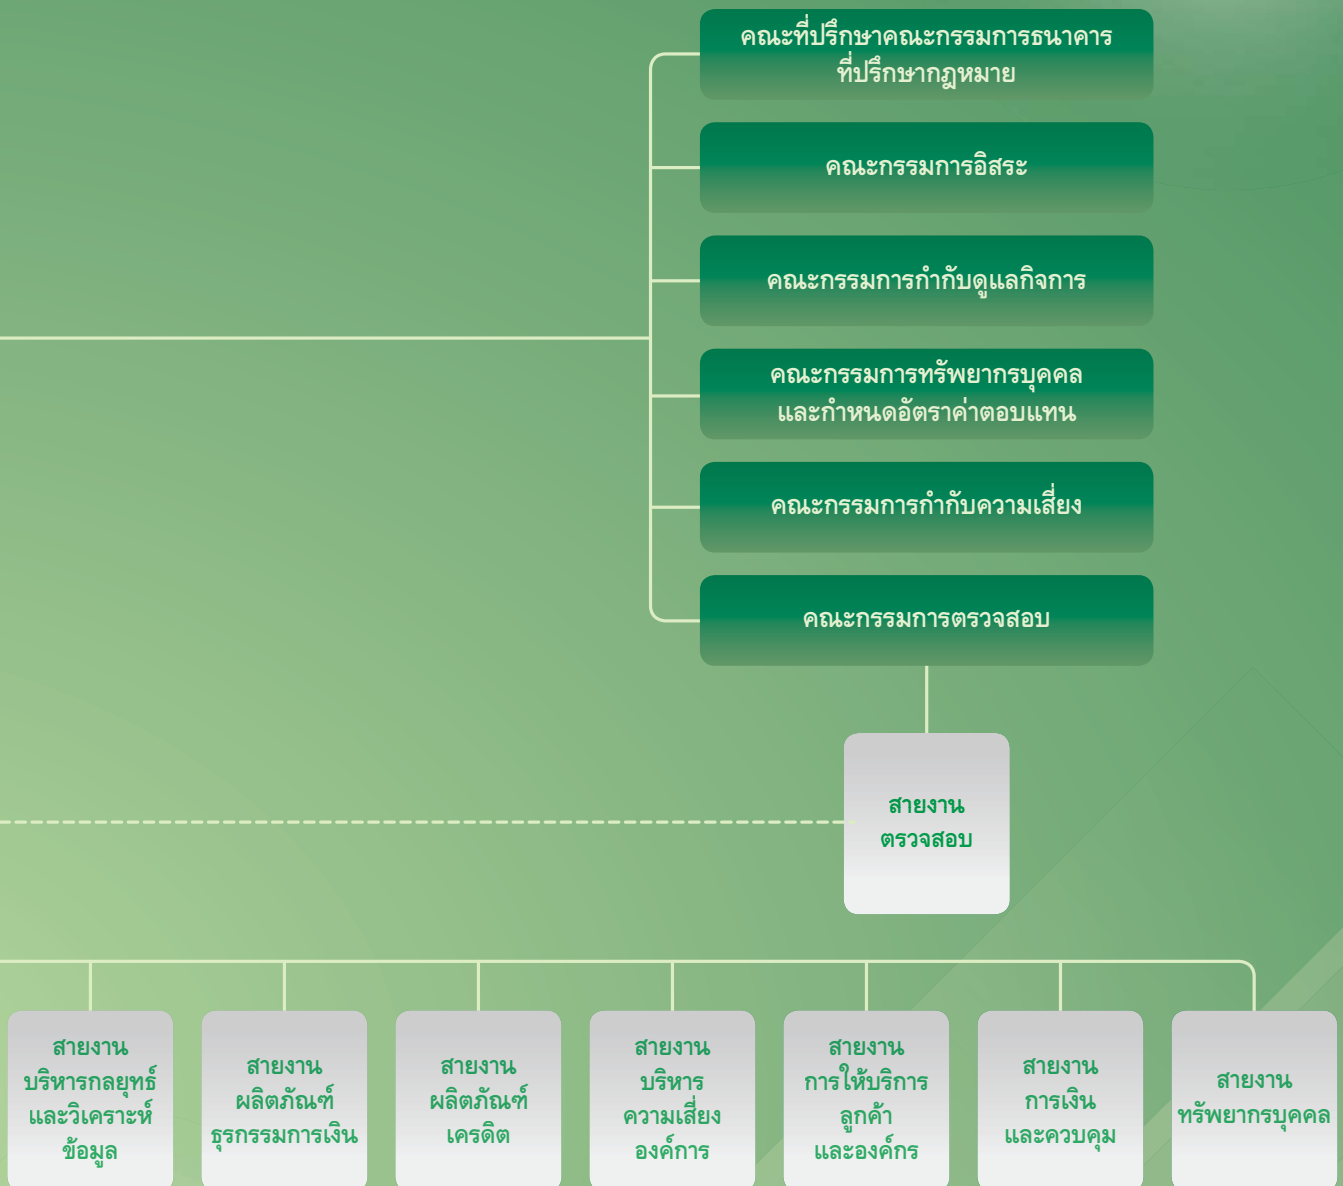 คณะที่ปรึกษาคณะกรรมการธนาคาร
ที่ปรึกษากฎหมาย
คณะกรรมการอิสระ
คณะกรรมการกำกับดูแลกิจการ
คณะกรรมการทรัพยากรบุคคล
และกำหนดอัตราค่าตอบแทน
คณะกรรมการกำกับความเสี่ยง
คณะกรรมการตรวจสอบ
สายงาน
ตรวจสอบ
สายงาน
บริหารกลยุทธ์
และวิเคราะห์
ข้อมูล
สายงาน
ผลิตภัณฑ์
ธุรกรรมการเงิน
สายงาน
ผลิตภัณฑ์
เครดิต
สายงาน
บริหาร
ความเสี่ยง
องค์การ
สายงาน
การให้บริการ
ลูกค้า
และองค์กร
สายงาน
การเงิน
และควบคุม
สายงาน
ทรัพยากรบุคคล